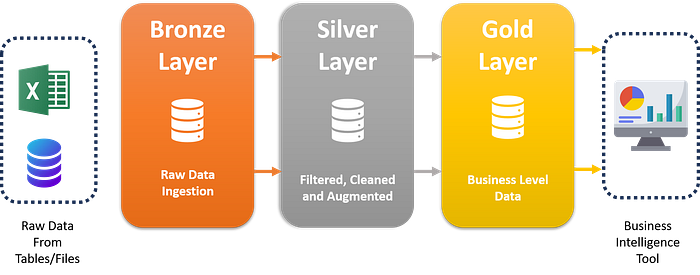 Raw Data
From
Tables/Files
Bronze
Layer
Raw Data
Ingestion
Silver
Layer
Filtered, Cleaned
and Augmented
Gold
Layer
Business Level
Data
Business
Intelligence
Tool